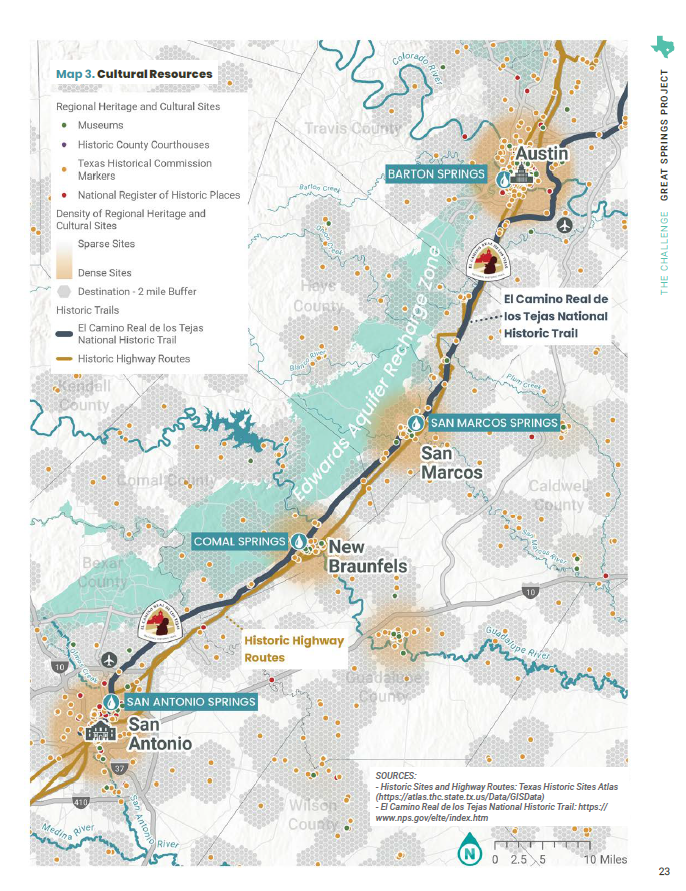 Map 3. Cultural Resources
Regional Heritage and Cultural Sites
Museums
Historic County Courthouses
Texas Historical Commission
Markers
National Register of Historic Places
Density of Regional Heritage and
Cultural Sites
Sparse Sites
Dense Sites
Destination - 2 mile Buffer
Historic Trails
El Camino Real de los Tejas
National Historic Trail
Historic Highway Routes
THE CHALLENGE GREAT SPRINGS PROJECT
Colorado River
Travis County
Austin
BARTON SPRINGS
Barton Creek
Hays
County
Edwards Aquifer Recharge Zone
El Camino Real de
los Tejas National
Historic Trail
Blanco River
Plum Creek
Kendall
County
SAN MARCOS SPRINGS
San
Marcos
Comal County
Caldwell
County
San Marcos River
COMAL SPRINGS
New
Braunfels
Bexar
County
10
Historic Highway
Routes
Guadalupe River
Guadalupe
County
10
SAN ANTONIO SPRINGS
San
Antonio
37
410
Medina River
San Antonio River
Wilson
County
SOURCES:
- Historic Sites and Highway Routes: Texas Historic Sites Atlas
(https://atlas.thc.state.tx.us/Data/GISData)
- El Camino Real de los Tejas National Historic Trail: https://
www.nps.gov/elte/index.htm
N
0 2.5 5 10 Miles
23